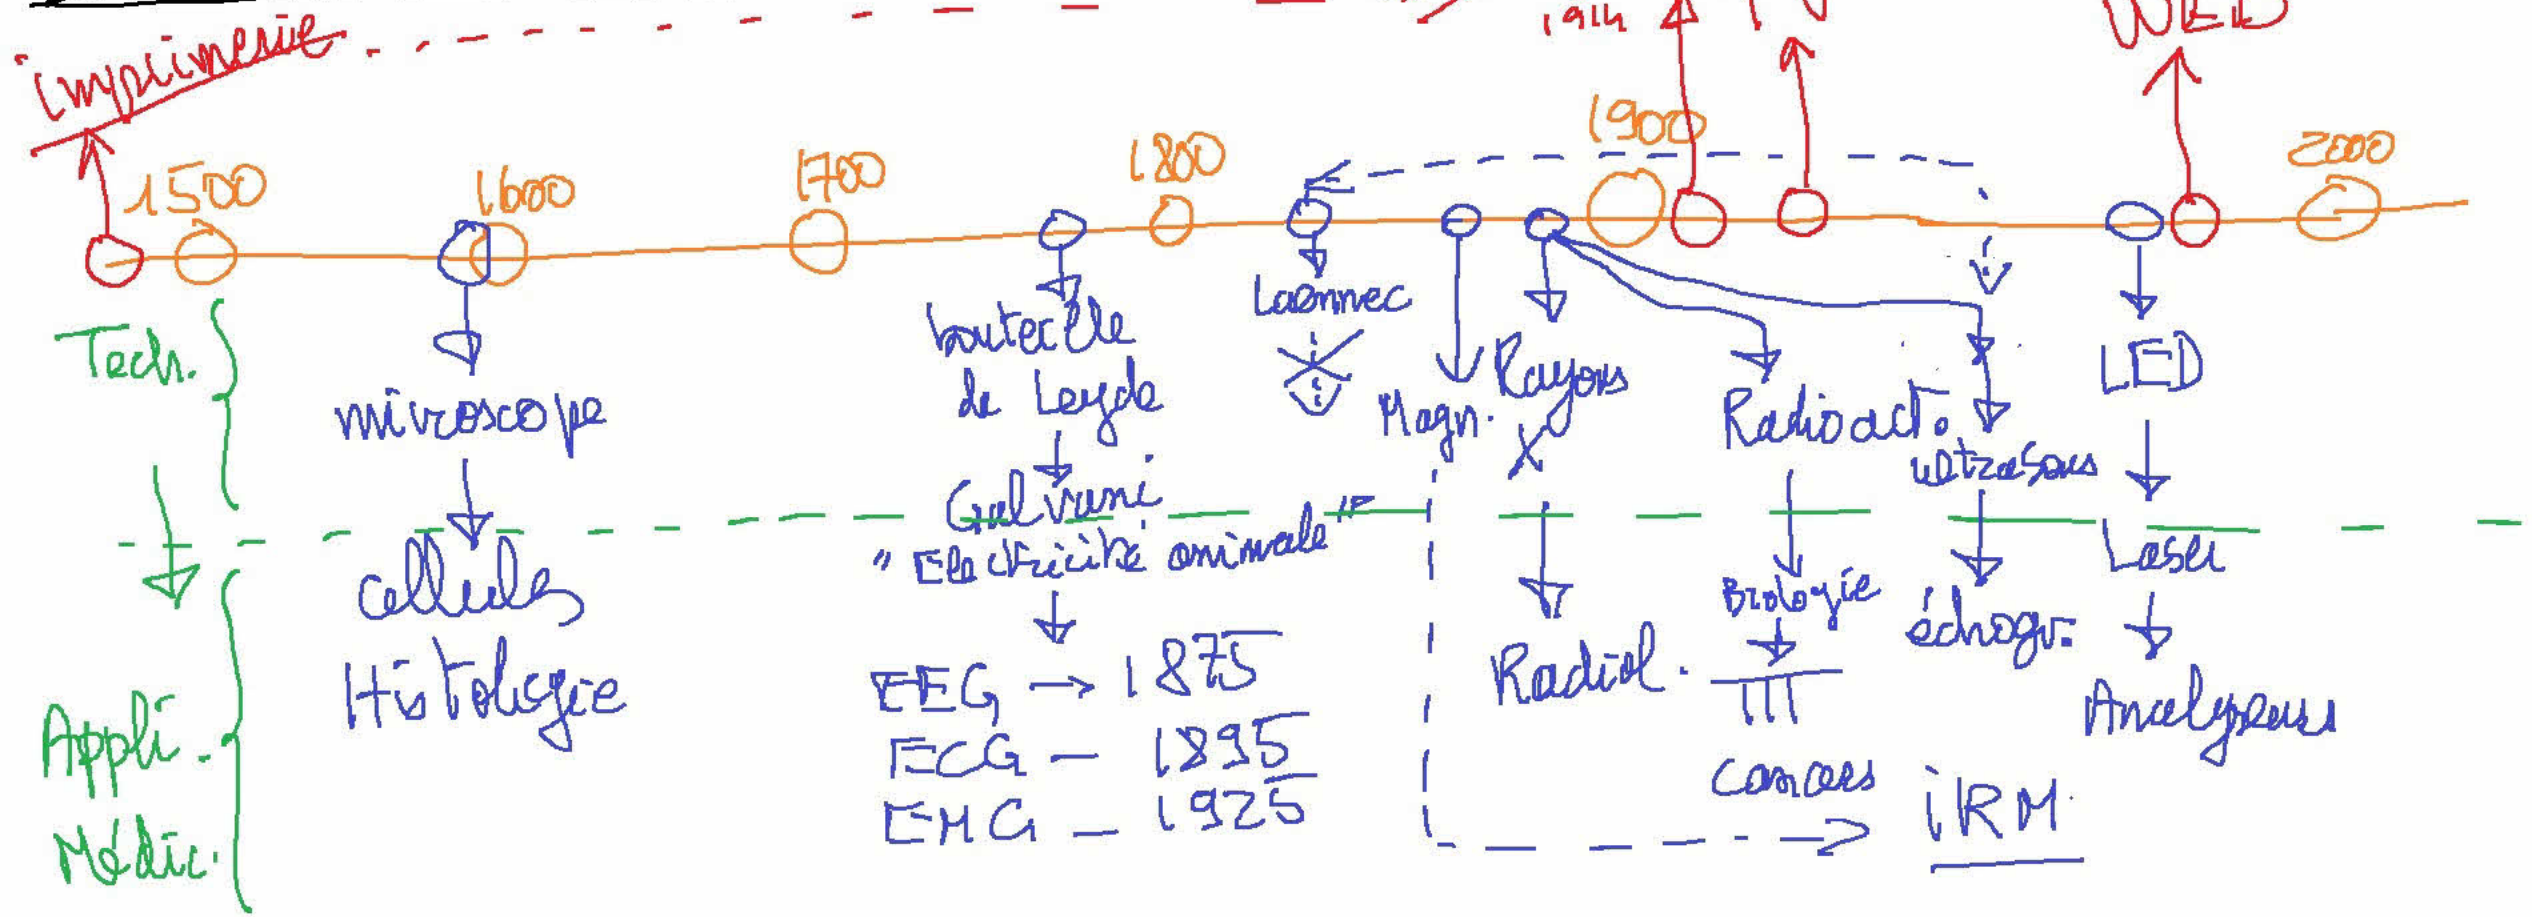 imprimerie
WEB
1500
1600
1700
1800
1900
2000
Tech.
microscope
bouteille
de Leyde
Laennec
Magn.
Rayons
X
Radioact.
ultrasons
LED
Galvani
"Electricité animale"
Laser
cellules
Histologie
Biologie
échogr.
Radiol.
Analyseurs
EEG → 1875
ECG — 1895
EMG — 1925
cancers
IRM
Appli.
Médic.